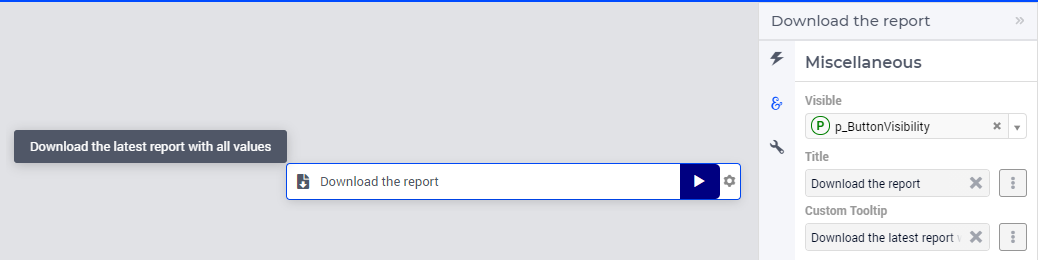 Download the report
Miscellaneous
Visible
P p_ButtonVisibility
Title
Download the report
Custom Tooltip
Download the latest report
Download the latest report with all values
Download the report